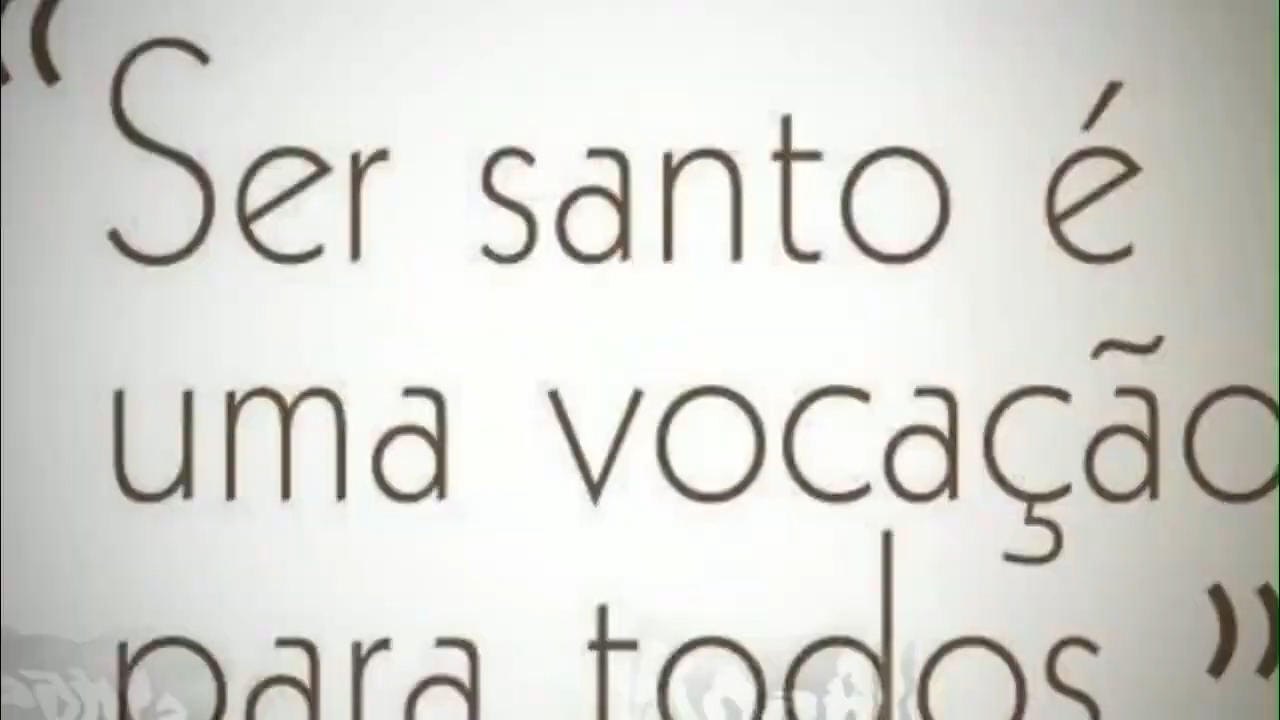 “Ser santo é
uma vocação
para todos”